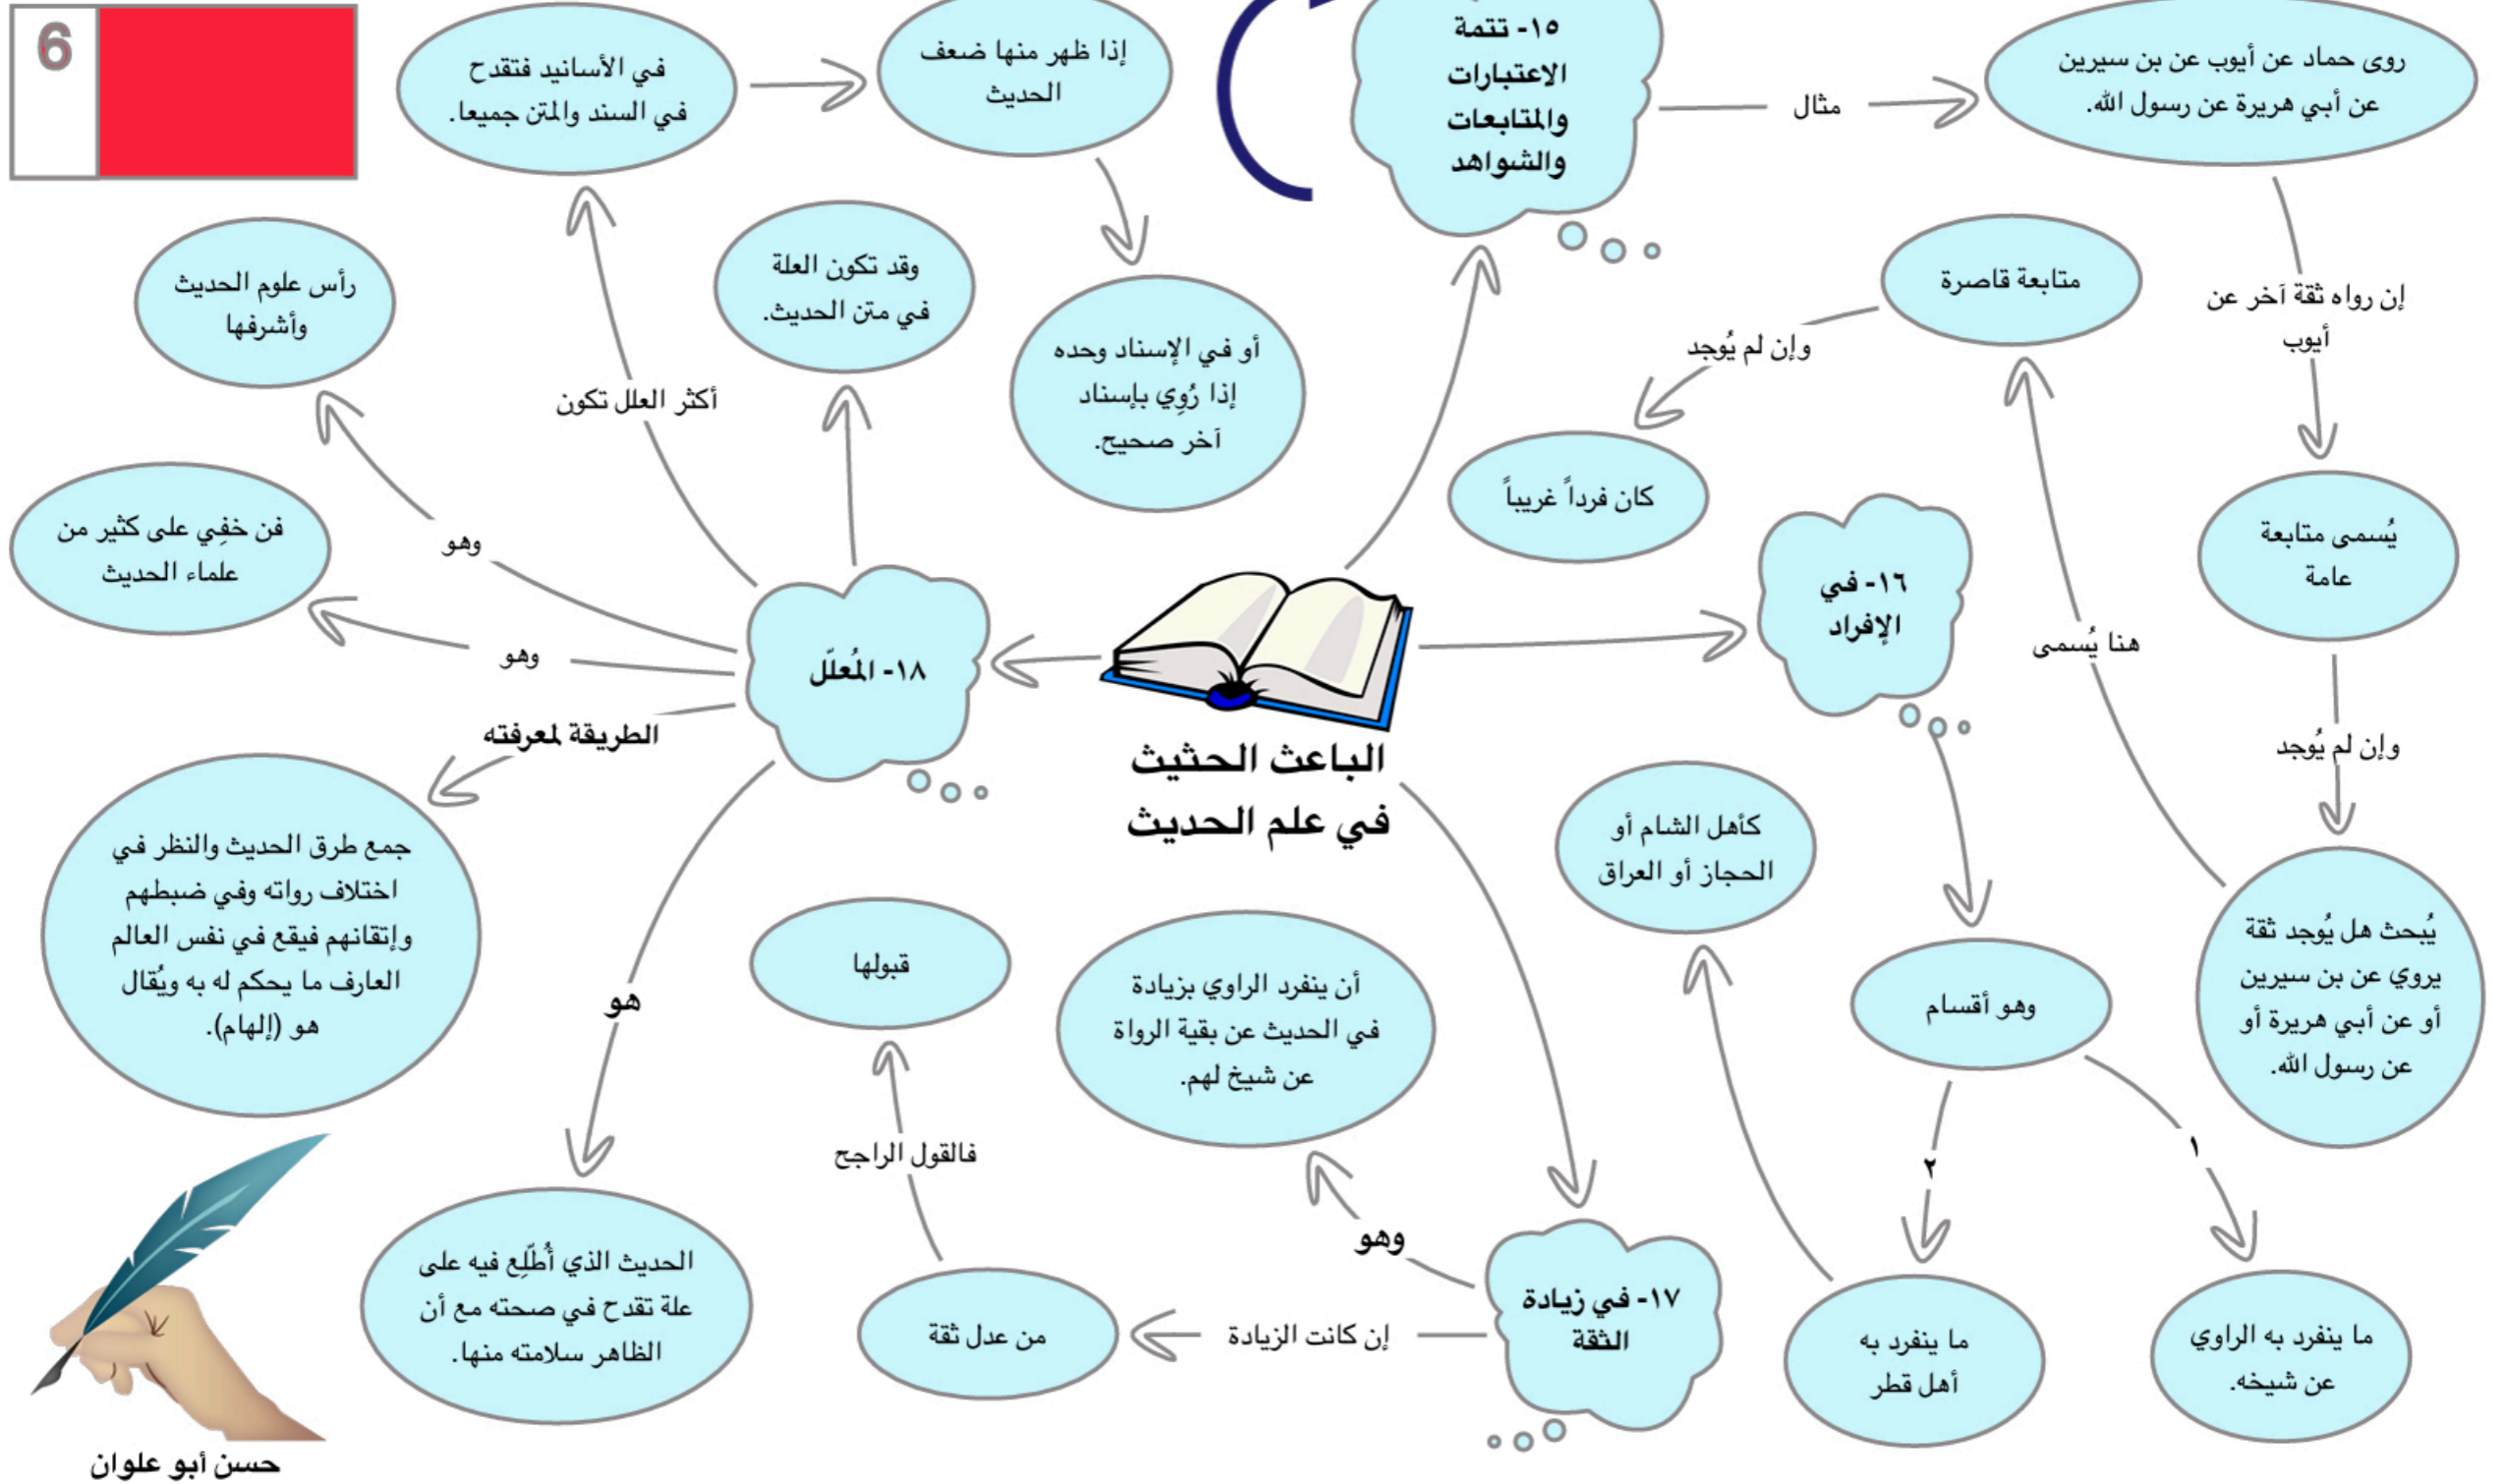 6
١٥- تتمة
الاعتبارات
والمتابعات
والشواهد
مثال
روى حماد عن أيوب عن بن سيرين
عن أبي هريرة عن رسول الله.
إن رواه ثقة آخر عن
أيوب
يُسمى متابعة
عامة
وإن لم يُوجد
يُبحث هل يُوجد ثقة
يروي عن بن سيرين
أو عن أبي هريرة أو
عن رسول الله.
هنا يُسمى
متابعة قاصرة
وإن لم يُوجد
كان فرداً غريباً
الباعث الحثيث
في علم الحديث
١٦- في
الإفراد
وهو أقسام
١
ما ينفرد به الراوي
عن شيخه.
٢
ما ينفرد به
أهل قطر
كأهل الشام أو
الحجاز أو العراق
١٧- في زيادة
الثقة
وهو
أن ينفرد الراوي بزيادة
في الحديث عن بقية الرواة
عن شيخ لهم.
إن كانت الزيادة
من عدل ثقة
فالقول الراجح
قبولها
١٨- المُعلّل
هو
الحديث الذي أُطلِّع فيه على
علة تقدح في صحته مع أن
الظاهر سلامته منها.
الطريقة لمعرفته
جمع طرق الحديث والنظر في
اختلاف رواته وفي ضبطهم
وإتقانهم فيقع في نفس العالم
العارف ما يحكم له به ويُقال
هو (إلهام).
وهو
فن خفِي على كثير من
علماء الحديث
وهو
رأس علوم الحديث
وأشرفها
أكثر العلل تكون
في الأسانيد فتقدح
في السند والمتن جميعا.
إذا ظهر منها ضعف
الحديث
أو في الإسناد وحده
إذا رُوِي بإسناد
آخر صحيح.
وقد تكون العلة
في متن الحديث.
حسن أبو علوان